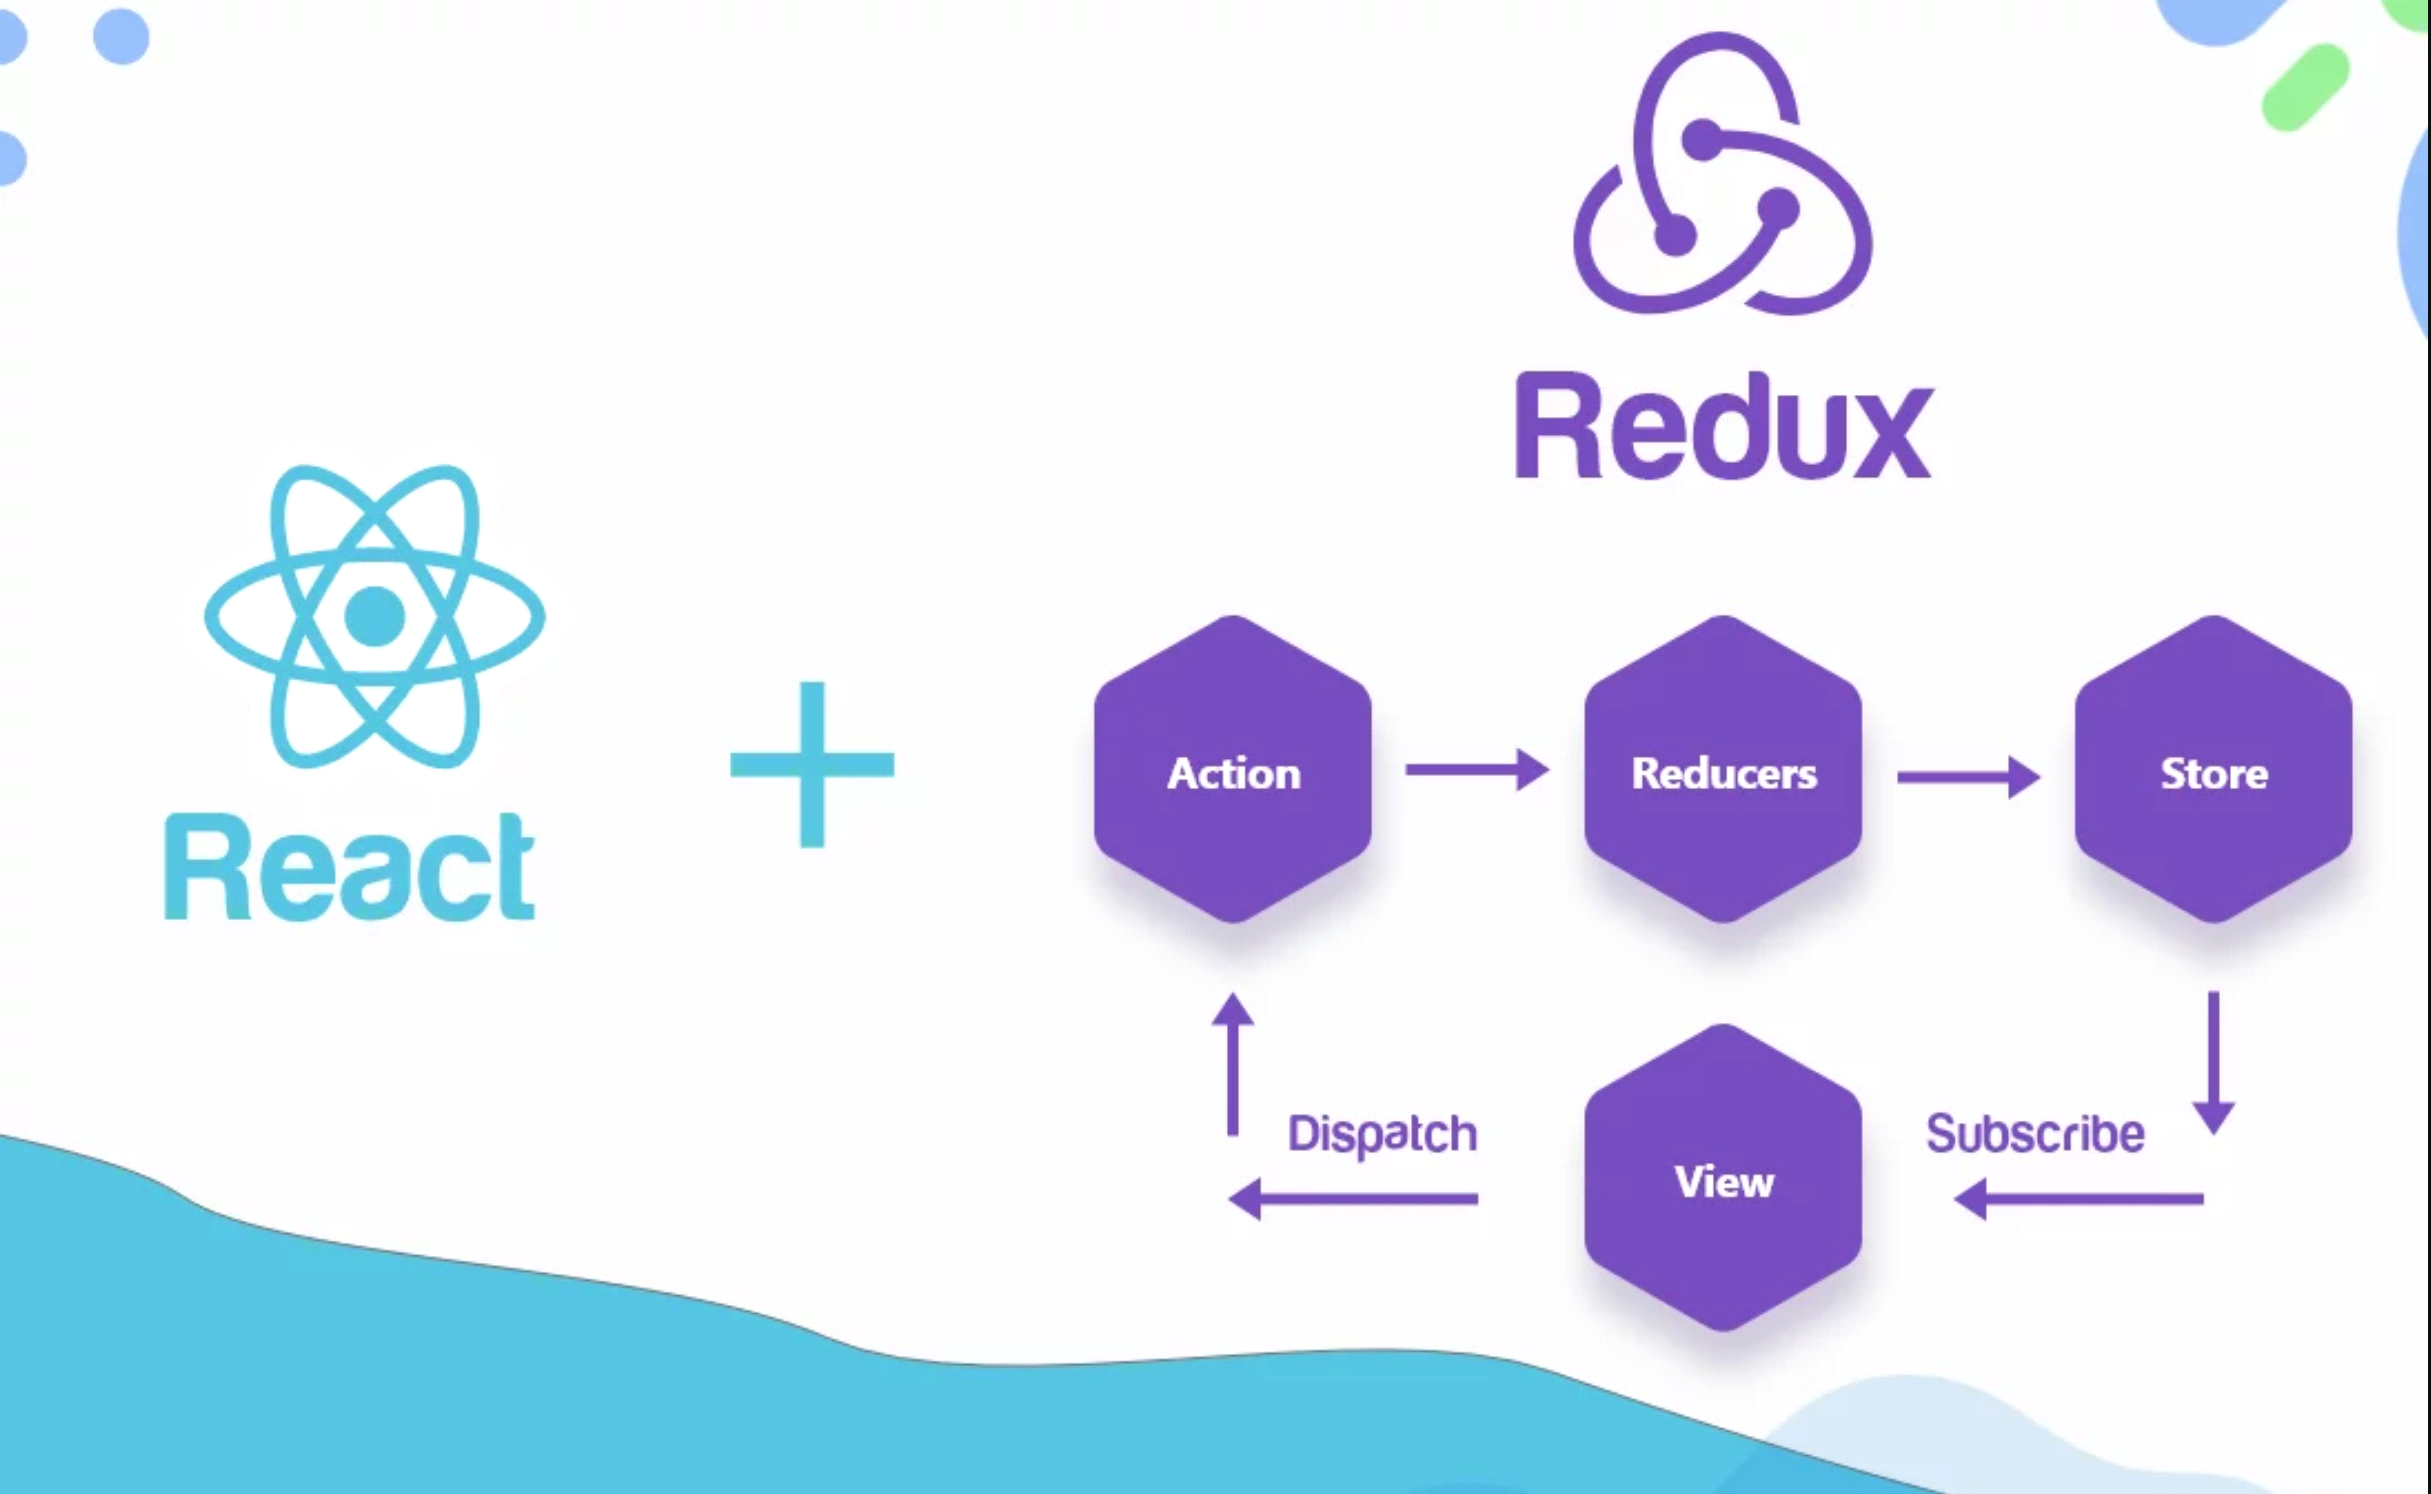 Redux
React
Action
Reducers
Store
Dispatch
View
Subscribe